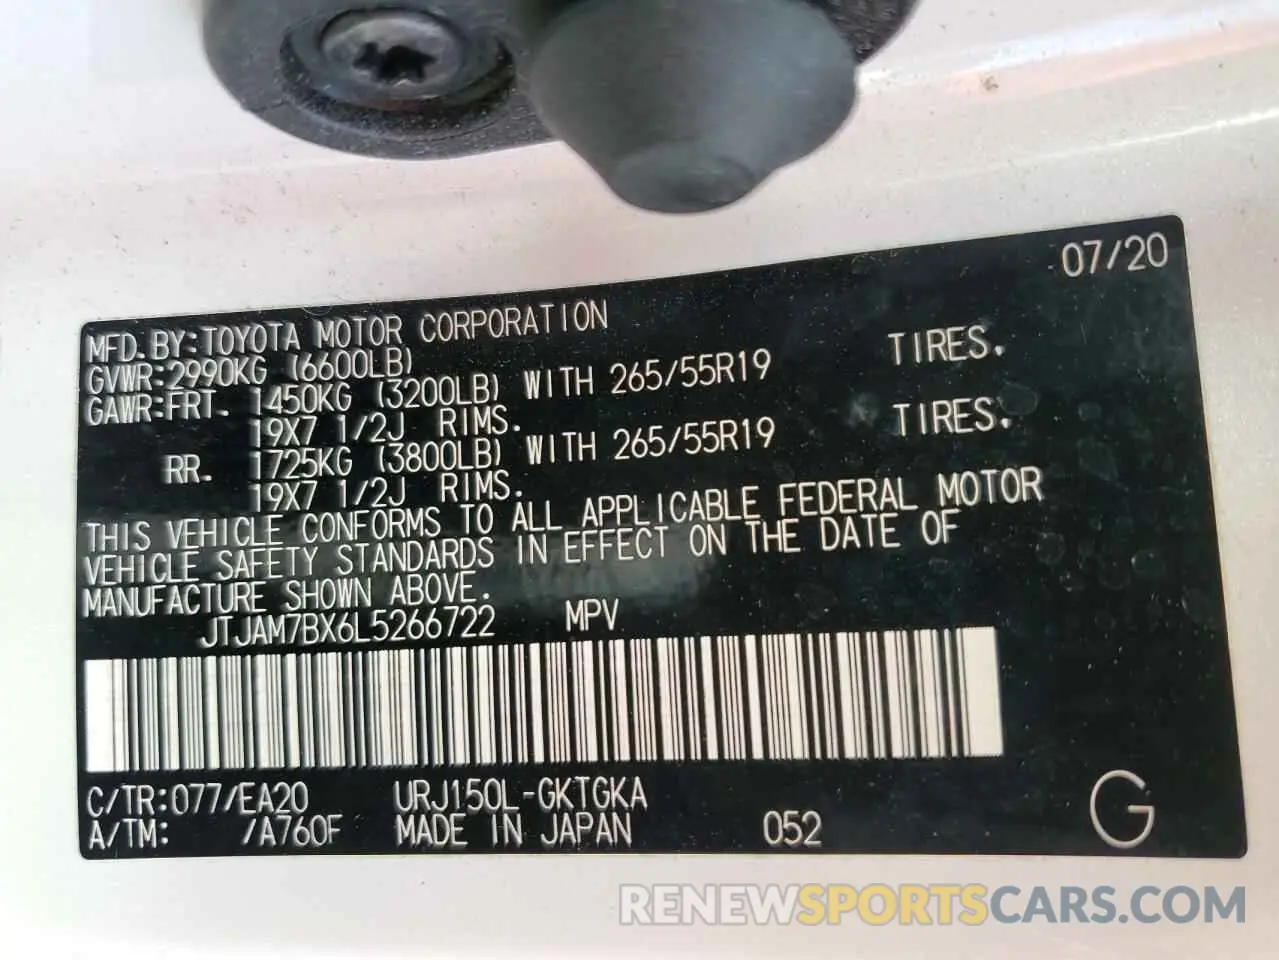 07/20
MFD.BY:TOYOTA MOTOR CORPORATION
GVWR:2990KG (6600LB)
GAWR:FRT. 1450KG (3200LB) WITH 265/55R19 TIRES.
19X7 1/2J RIMS.
RR. 1725KG (3800LB) WITH 265/55R19 TIRES.
19X7 1/2J RIMS.
THIS VEHICLE CONFORMS TO ALL APPLICABLE FEDERAL MOTOR
VEHICLE SAFETY STANDARDS IN EFFECT ON THE DATE OF
MANUFACTURE SHOWN ABOVE.
JTJAM7BX6L5266722 MPV
C/TR:077/EA20 URJ150L-GKTGKA
A/TM: /A760F MADE IN JAPAN 052 G
RENEWSPORTSCARS.COM